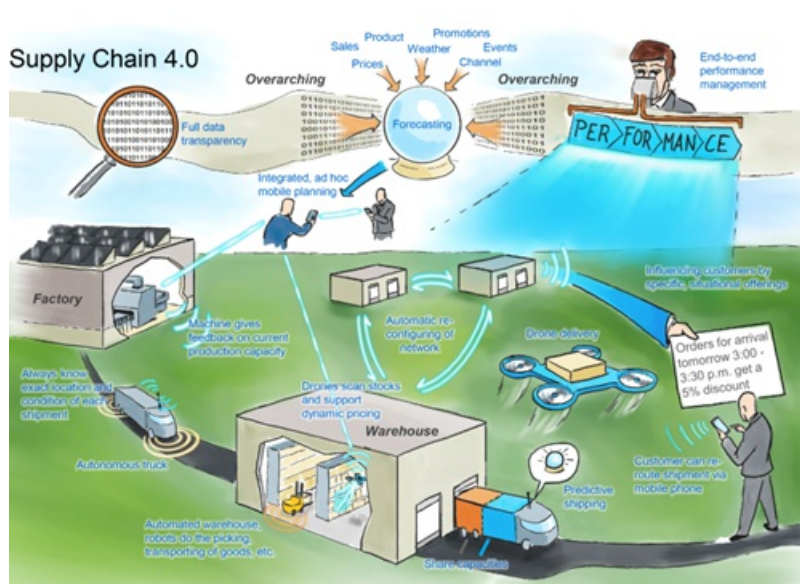 Supply Chain 4.0
Sales
Product
Weather
Promotions
Events
Prices
Channel
Overarching
Overarching
Forecasting
Full data
transparency
End-to-end
performance
management
PER FOR MAN CE
Integrated, ad hoc
mobile planning
Factory
Machine gives
feedback on current
production capacity
Automatic re-
configuring of
network
Influencing customers by
specific, situational offerings
Drone delivery
Orders for arrival
tomorrow 3:00 -
3:30 p.m. get a
5% discount
Always know
exact location and
condition of each
shipment
Autonomous truck
Drones scan stocks
and support
dynamic pricing
Warehouse
Predictive
shipping
Customer can re-
route shipment via
mobile phone
Automated warehouse,
robots do the picking,
transporting of goods, etc.
Share capacities